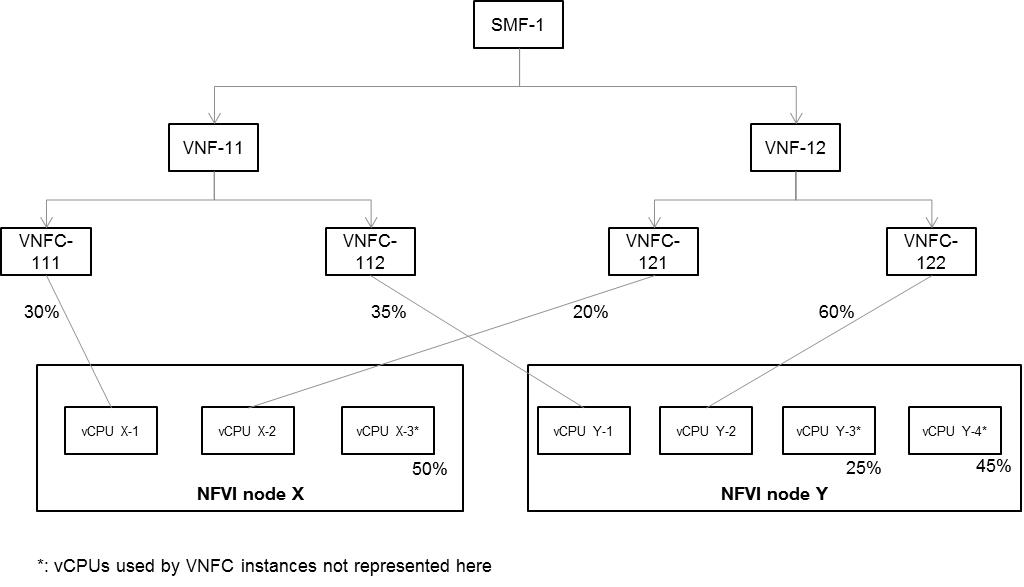 SMF-1
VNF-11
VNF-12
VNFC-
111
VNFC-
112
VNFC-
121
VNFC-
122
30%
35%
20%
60%
vCPU X-1
vCPU X-2
vCPU X-3*
vCPU Y-1
vCPU Y-2
vCPU Y-3*
vCPU Y-4*
50%
25%
45%
NFVI node X
NFVI node Y
*: vCPUs used by VNFC instances not represented here